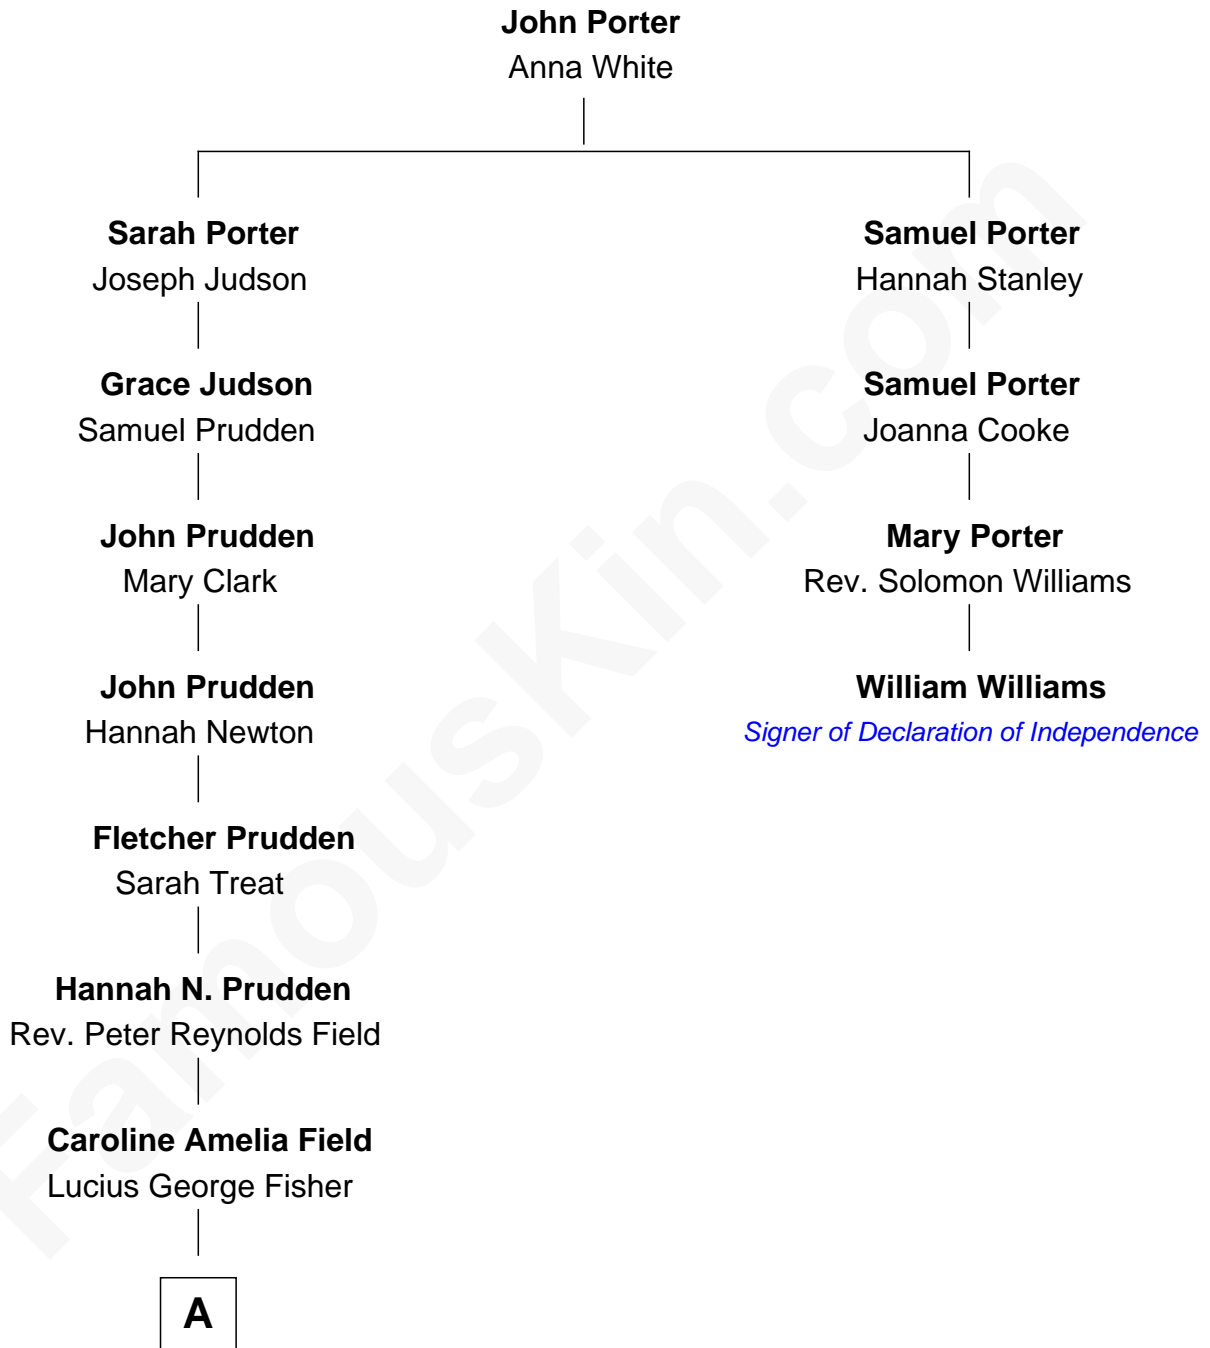 John Porter
Anna White
Sarah Porter
Joseph Judson
Samuel Porter
Hannah Stanley
Grace Judson
Samuel Prudden
Samuel Porter
Joanna Cooke
John Prudden
Mary Clark
Mary Porter
Rev. Solomon Williams
John Prudden
Hannah Newton
William Williams
Signer of Declaration of Independence
Fletcher Prudden
Sarah Treat
Hannah N. Prudden
Rev. Peter Reynolds Field
Caroline Amelia Field
Lucius George Fisher
A
FamousKin.com